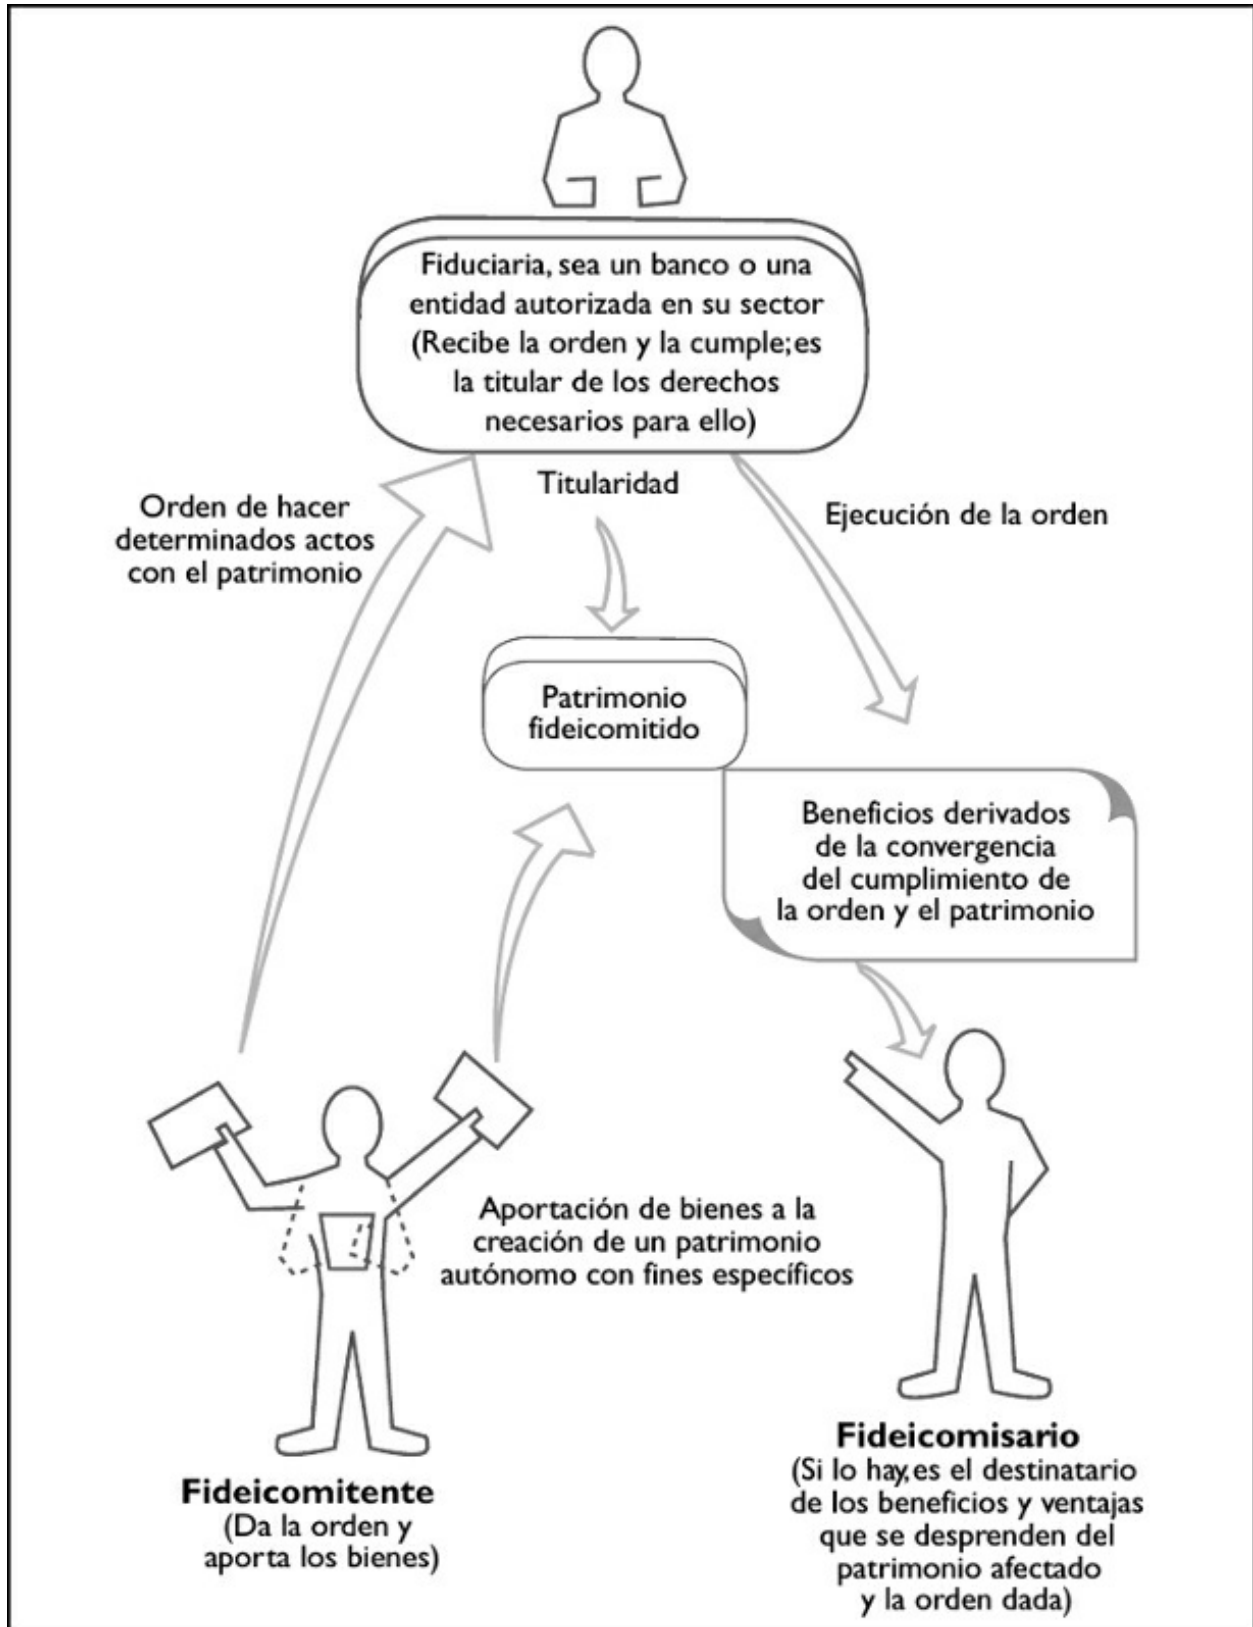 Fiduciaria, sea un banco o una
entidad autorizada en su sector
(Recibe la orden y la cumple;es
la titular de los derechos
necesarios para ello)
Titularidad
Orden de hacer
determinados actos
con el patrimonio
Ejecución de la orden
Patrimonio
fideicomitido
Beneficios derivados
de la convergencia
del cumplimiento de
la orden y el patrimonio
Aportación de bienes a la
creación de un patrimonio
autónomo con fines específicos
Fideicomitente
(Da la orden y
aporta los bienes)
Fideicomisario
(Si lo hay,es el destinatario
de los beneficios y ventajas
que se desprenden del
patrimonio afectado
y la orden dada)